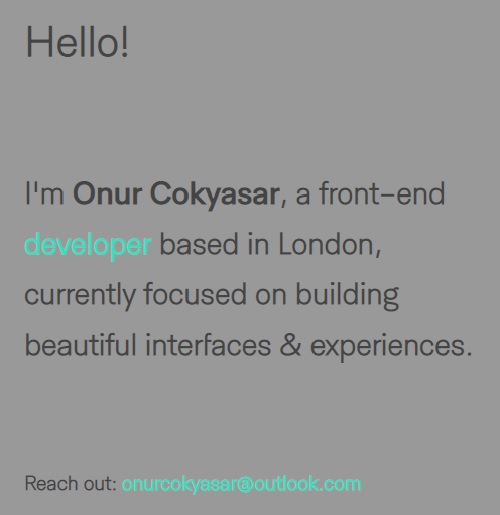 Hello!
I'm Onur Cokyasar, a front-end
developer based in London,
currently focused on building
beautiful interfaces & experiences.
Reach out: onurcokyasar@outlook.com